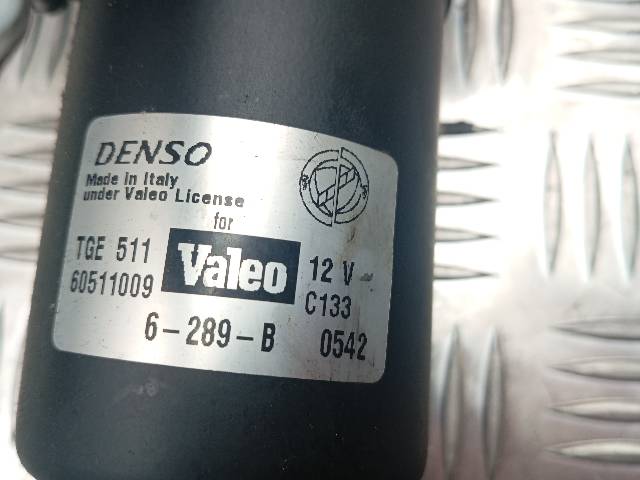 DENSO
Made in Italy
under Valeo License
for
TGE 511 Valeo 12 V
60511009 C133
6-289-B 0542